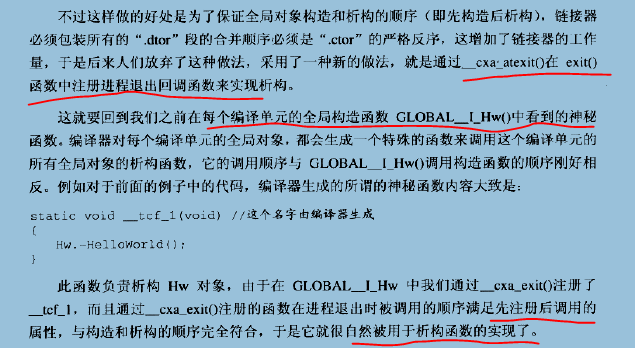 不过这样做的好处是为了保证全局对象构造和析构的顺序（即先构造后析构），链接器
必须包装所有的“.dtor”段的合并顺序必须是“.ctor”的严格反序，这增加了链接器的工作
量，于是后来人们放弃了这种做法，采用了一种新的做法，就是通过__cxa_atexit()在 exit()
函数中注册进程退出回调函数来实现析构。
这就要回到我们之前在每个编译单元的全局构造函数 GLOBAL__I_Hw()中看到的神秘
函数。编译器对每个编译单元的全局对象，都会生成一个特殊的函数来调用这个编译单元的
所有全局对象的析构函数，它的调用顺序与 GLOBAL__I_Hw()调用构造函数的顺序刚好相
反。例如对于前面的例子中的代码，编译器生成的所谓的神秘函数内容大致是：
static void __tcf_1(void) //这个名字由编译器生成
{
Hw.~HelloWorld();
}
此函数负责析构 Hw 对象，由于在 GLOBAL__I_Hw 中我们通过__cxa_exit()注册了
__tcf_1，而且通过__cxa_exit()注册的函数在进程退出时被调用的顺序满足先注册后调用的
属性，与构造和析构的顺序完全符合，于是它就很自然被用于析构函数的实现了。